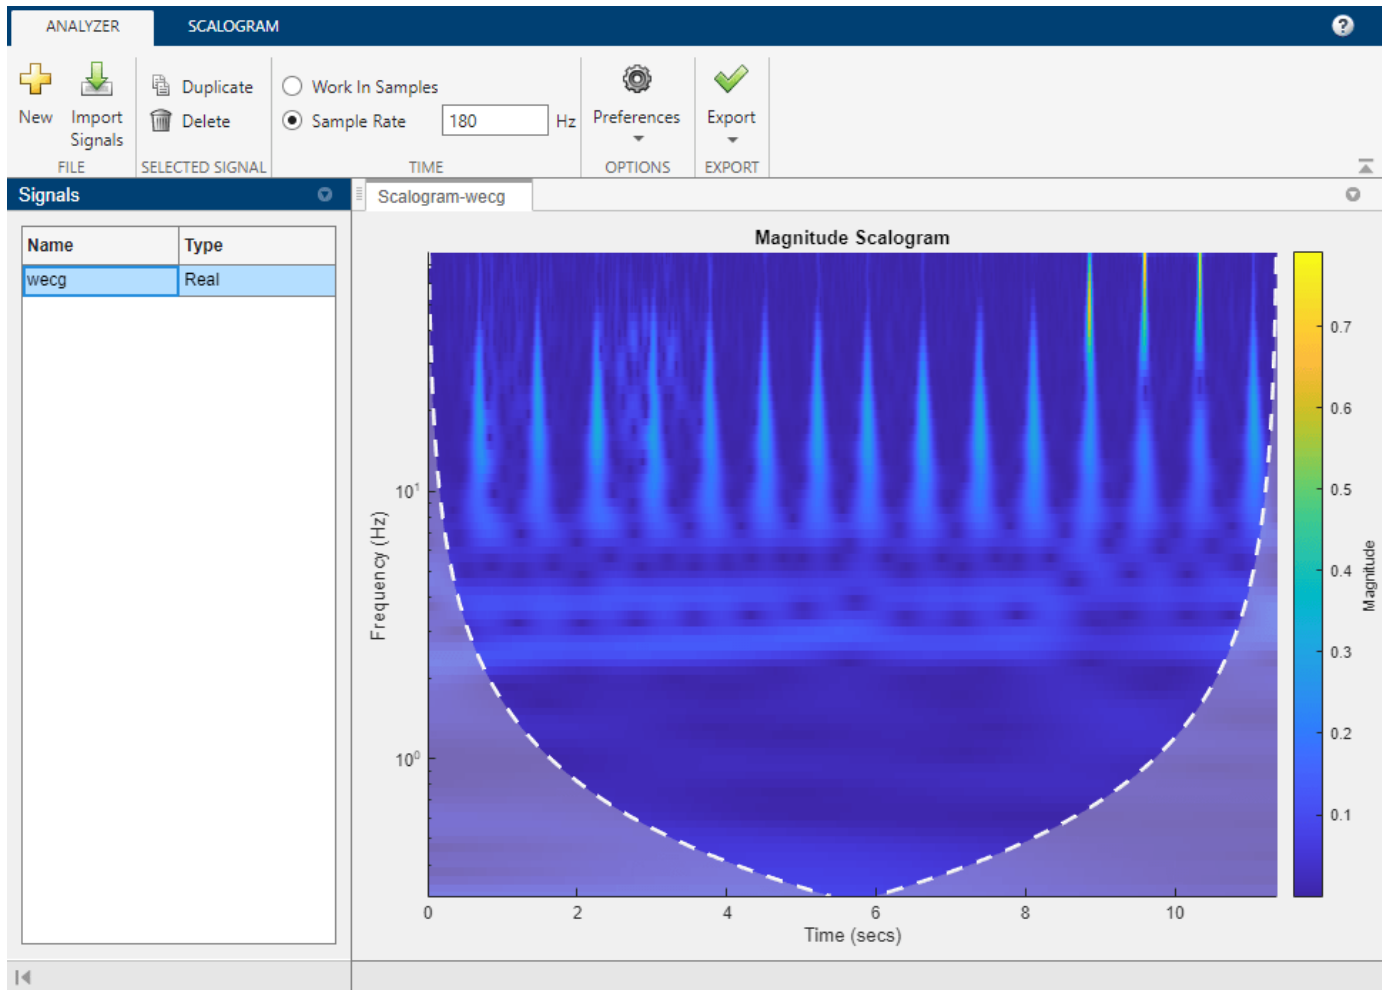 ANALYZER
SCALOGRAM
?
New
Import
Signals
FILE
Duplicate
Delete
SELECTED SIGNAL
Work In Samples
Sample Rate 180 Hz
TIME
Preferences
OPTIONS
Export
EXPORT
Signals
Name Type
wecg Real
Scalogram-wecg
Magnitude Scalogram
Frequency (Hz)
10¹
10⁰
0 2 4 6 8 10
Time (secs)
0.7
0.6
0.5
0.4
0.3
0.2
0.1
Magnitude